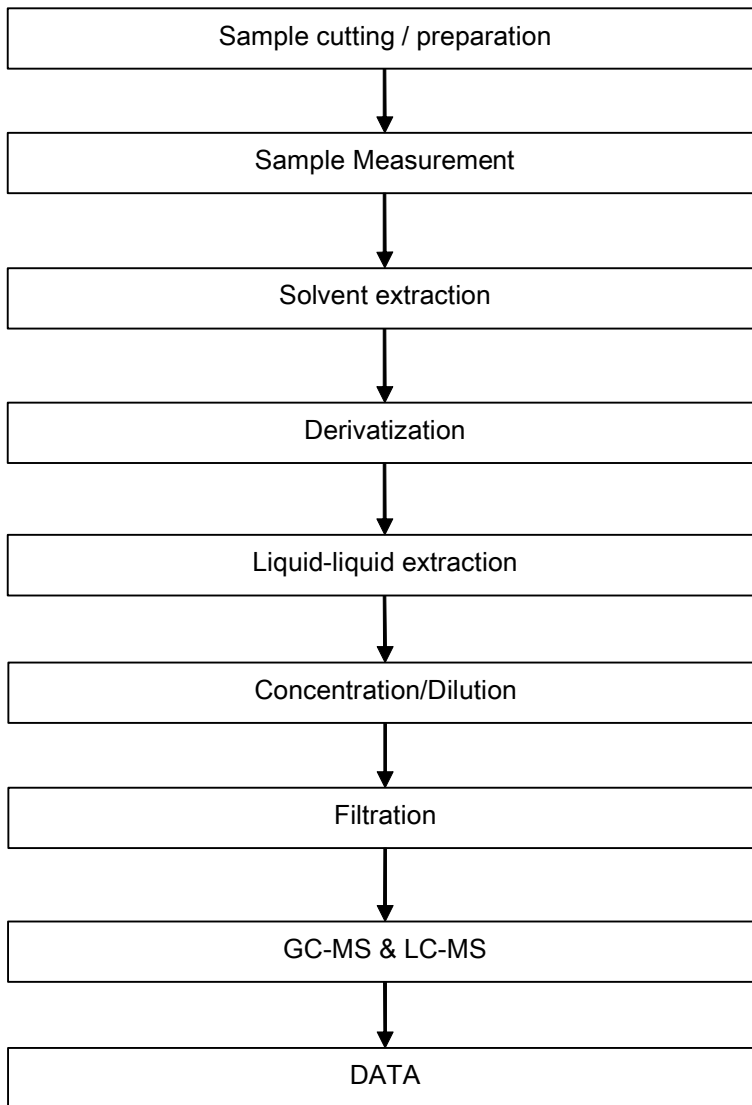 Sample cutting / preparation
Sample Measurement
Solvent extraction
Derivatization
Liquid-liquid extraction
Concentration/Dilution
Filtration
GC-MS & LC-MS
DATA